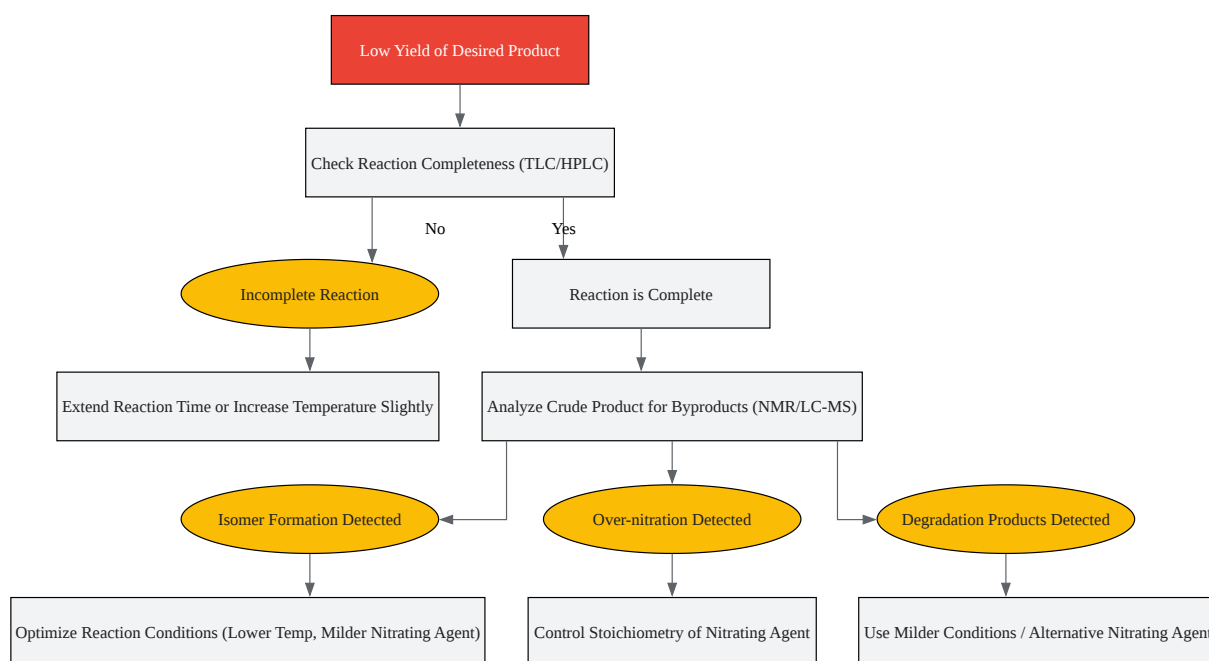 Low Yield of Desired Product
Check Reaction Completeness (TLC/HPLC)
No
Yes
Incomplete Reaction
Reaction is Complete
Extend Reaction Time or Increase Temperature Slightly
Analyze Crude Product for Byproducts (NMR/LC-MS)
Isomer Formation Detected
Over-nitration Detected
Degradation Products Detected
Optimize Reaction Conditions (Lower Temp, Milder Nitrating Agent)
Control Stoichiometry of Nitrating Agent
Use Milder Conditions / Alternative Nitrating Agent